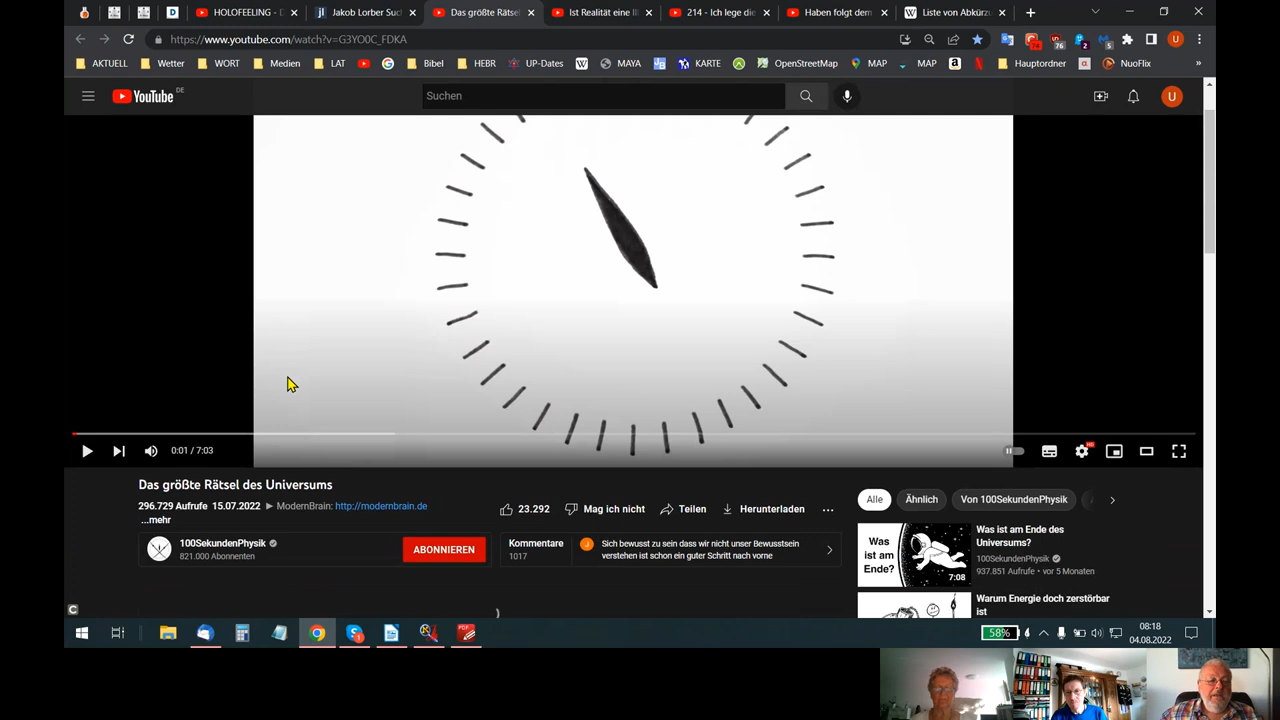 HOLOFEELING - D
Jakob Lorber Suc
Das größte Rätsel
Ist Realität eine Ill
214 - Ich lege die
Haben folgt dem
Liste von Abkürz
https://www.youtube.com/watch?v=G3YO0C_FDKA
AKTUELL Wetter WORT Medien LAT Bibel HEBR UP-Dates MAYA KARTE OpenStreetMap MAP MAP Hauptordner NuoFlix
YouTube DE
Suchen
U
0:01 / 7:03
Das größte Rätsel des Universums
296.729 Aufrufe 15.07.2022 ► ModernBrain: http://modernbrain.de
...mehr
23.292 Mag ich nicht Teilen Herunterladen
100SekundenPhysik
821.000 Abonnenten
ABONNIEREN
Kommentare
1017
Sich bewusst zu sein dass wir nicht unser Bewusstsein
verstehen ist schon ein guter Schritt nach vorne
Alle Ähnlich Von 100SekundenPhysik
Was ist am Ende?
7:08
Was ist am Ende des
Universums?
100SekundenPhysik
937.851 Aufrufe • vor 5 Monaten
Warum Energie doch zerstörbar
ist
58%
08:18
04.08.2022